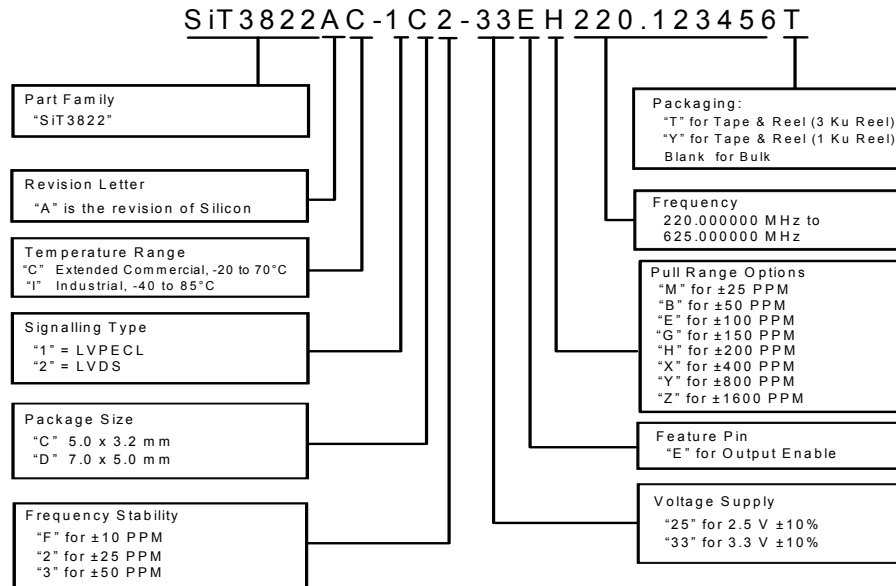 SiT3822AC-1C2-33EH220.123456T
Part Family
"SiT3822"
Revision Letter
"A" is the revision of Silicon
Temperature Range
"C" Extended Commercial, -20 to 70°C
"I" Industrial, -40 to 85°C
Signalling Type
"1" = LVPECL
"2" = LVDS
Package Size
"C" 5.0 x 3.2 mm
"D" 7.0 x 5.0 mm
Frequency Stability
"F" for ±10 PPM
"2" for ±25 PPM
"3" for ±50 PPM
Packaging:
"T" for Tape & Reel (3 Ku Reel)
"Y" for Tape & Reel (1 Ku Reel)
Blank for Bulk
Frequency
220.000000 MHz to
625.000000 MHz
Pull Range Options
"M" for ±25 PPM
"B" for ±50 PPM
"E" for ±100 PPM
"G" for ±150 PPM
"H" for ±200 PPM
"X" for ±400 PPM
"Y" for ±800 PPM
"Z" for ±1600 PPM
Feature Pin
"E" for Output Enable
Voltage Supply
"25" for 2.5 V ±10%
"33" for 3.3 V ±10%